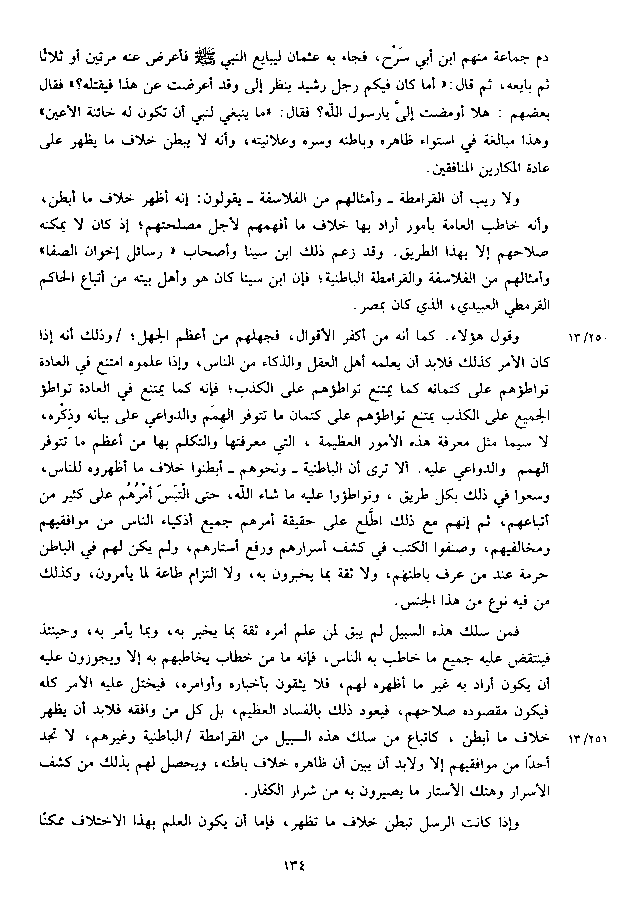 دم جماعة منهم ابن أبي سَرْح، فجاء به عثمان ليبايع النبي ﷺ فأعرض عنه مرتين أو ثلاثًا
ثم بايعه، ثم قال: « أما كان فيكم رجل رشيد ينظر إلى وقد أعرضت عن هذا فيقتله؟» فقال
بعضهم : هلا أومضت إلىَّ يارسول الله؟ فقال: «ما ينبغي لنبي أن تكون له خائنة الأعين»
وهذا مبالغة في استواء ظاهره وباطنه وسره وعلانيته، وأنه لا يبطن خلاف ما يظهر على
عادة المكارين المنافقين.
ولا ريب أن القرامطة ـ وأمثالهم من الفلاسفة ـ يقولون: إنه أظهر خلاف ما أبطن،
وأنه خاطب العامة بأمور أراد بها خلاف ما أفهمهم لأجل مصلحتهم؛ إذ كان لا يمكنه
صلاحهم إلا بهذا الطريق. وقد زعم ذلك ابن سينا وأصحاب « رسائل إخوان الصفا»
وأمثالهم من الفلاسفة والقرامطة الباطنية؛ فإن ابن سينا كان هو وأهل بيته من أتباع الحاكم
القرمطي العبيدي، الذي كان بمصر.
١٣/٢٥٠ وقول هؤلاء. كما أنه من أكفر الأقوال، فجهلهم من أعظم الجهل؛ /وذلك أنه إذا
كان الأمر كذلك فلابد أن يعلمه أهل العقل والذكاء من الناس، وإذا علموه امتنع في العادة
تواطؤهم على كتمانه كما يمتنع تواطؤهم على الكذب؛ فإنه كما يمتنع في العادة تواطؤ
الجميع على الكذب يمتنع تواطؤهم على كتمان ما تتوفر الهِمَم والدواعي على بيانه وذِكْره،
لا سيما مثل معرفة هذه الأمور العظيمة ، التي معرفتها والتكلم بها من أعظم ما تتوفر
الهمم والدواعي عليه. ألا ترى أن الباطنية ـ ونحوهم ـ أبطنوا خلاف ما أظهروه للناس،
وسعوا في ذلك بكل طريق ، وتواطؤوا عليه ما شاء الله، حتى الْتَبَسَ أمْرُهُم على كثير من
أتباعهم، ثم إنهم مع ذلك اطَّلع على حقيقة أمرهم جميع أذكياء الناس من موافقيهم
ومخالفيهم، وصنفوا الكتب في كشف أسرارهم ورفع أستارهم، ولم يكن لهم في الباطن
حرمة عند من عرف باطنهم، ولا ثقة بما يخبرون به، ولا التزام طاعة لما يأمرون، وكذلك
من فيه نوع من هذا الجنس.
فمن سلك هذه السبيل لم يبق لمن علم أمره ثقة بما يخبر به، وبما يأمر به، وحينئذ
فينتقض عليه جميع ما خاطب به الناس، فإنه ما من خطاب يخاطبهم به إلا ويجوزون عليه
أن يكون أراد به غير ما أظهره لهم، فلا يثقون بأخباره وأوامره، فيختل عليه الأمر كله
فيكون مقصوده صلاحهم، فيعود ذلك بالفساد العظيم، بل كل من وافقه فلابد أن يظهر
١٣/٢٥١ خلاف ما أبطن ، كاتباع من سلك هذه السبيل من القرامطة /الباطنية وغيرهم، لا تجد
أحدًا من موافقيهم إلا ولابد أن يبين أن ظاهره خلاف باطنه، ويحصل لهم بذلك من كشف
الأسرار وهتك الأستار ما يصيرون به من شرار الكفار.
وإذا كانت الرسل تبطن خلاف ما تظهر، فإما أن يكون العلم بهذا الاختلاف ممكنًا
١٣٤